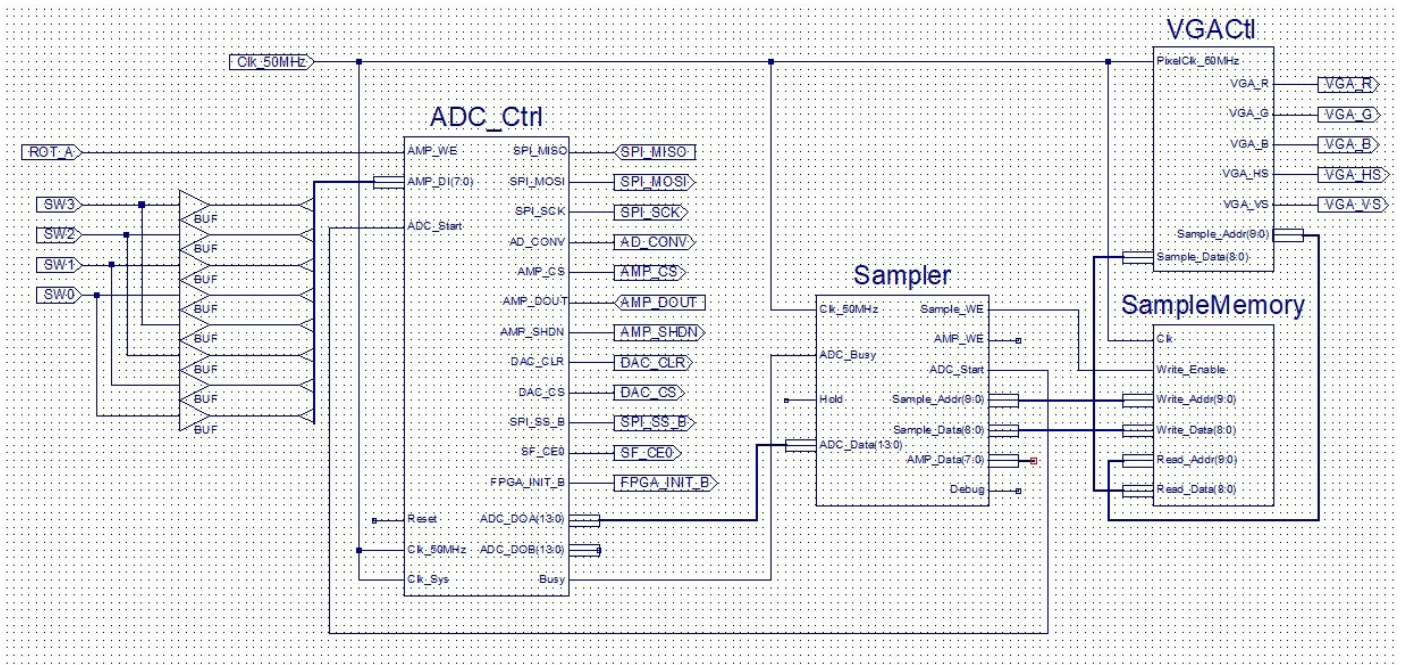 VGACtl
Clk_50MHz
PixelClk_50MHz
VGA_R
VGA_R
VGA_G
VGA_G
VGA_B
VGA_B
VGA_HS
VGA_HS
VGA_VS
VGA_VS
Sample_Addr(9:0)
Sample_Data(8:0)
ADC_Ctrl
ROT_A
AMP_WE
SPI_MISO
SPI_MISO
AMP_DI(7:0)
SPI_MOSI
SPI_MOSI
SW3
BUF
ADC_Start
SPI_SCK
SPI_SCK
SW2
BUF
AD_CONV
AD_CONV
SW1
BUF
AMP_CS
AMP_CS
SW0
BUF
AMP_DOUT
AMP_DOUT
BUF
AMP_SHDN
AMP_SHDN
BUF
DAC_CLR
DAC_CLR
BUF
DAC_CS
DAC_CS
BUF
SPI_SS_B
SPI_SS_B
SF_CE0
SF_CE0
FPGA_INIT_B
FPGA_INIT_B
Reset
ADC_DOA(13:0)
Clk_50MHz
ADC_DOB(13:0)
Clk_Sys
Busy
Sampler
Clk_50MHz
Sample_WE
AMP_WE
ADC_Busy
ADC_Start
Hold
Sample_Addr(9:0)
Sample_Data(8:0)
ADC_Data(13:0)
AMP_Data(7:0)
Debug
SampleMemory
Clk
Write_Enable
Write_Addr(9:0)
Write_Data(8:0)
Read_Addr(9:0)
Read_Data(8:0)